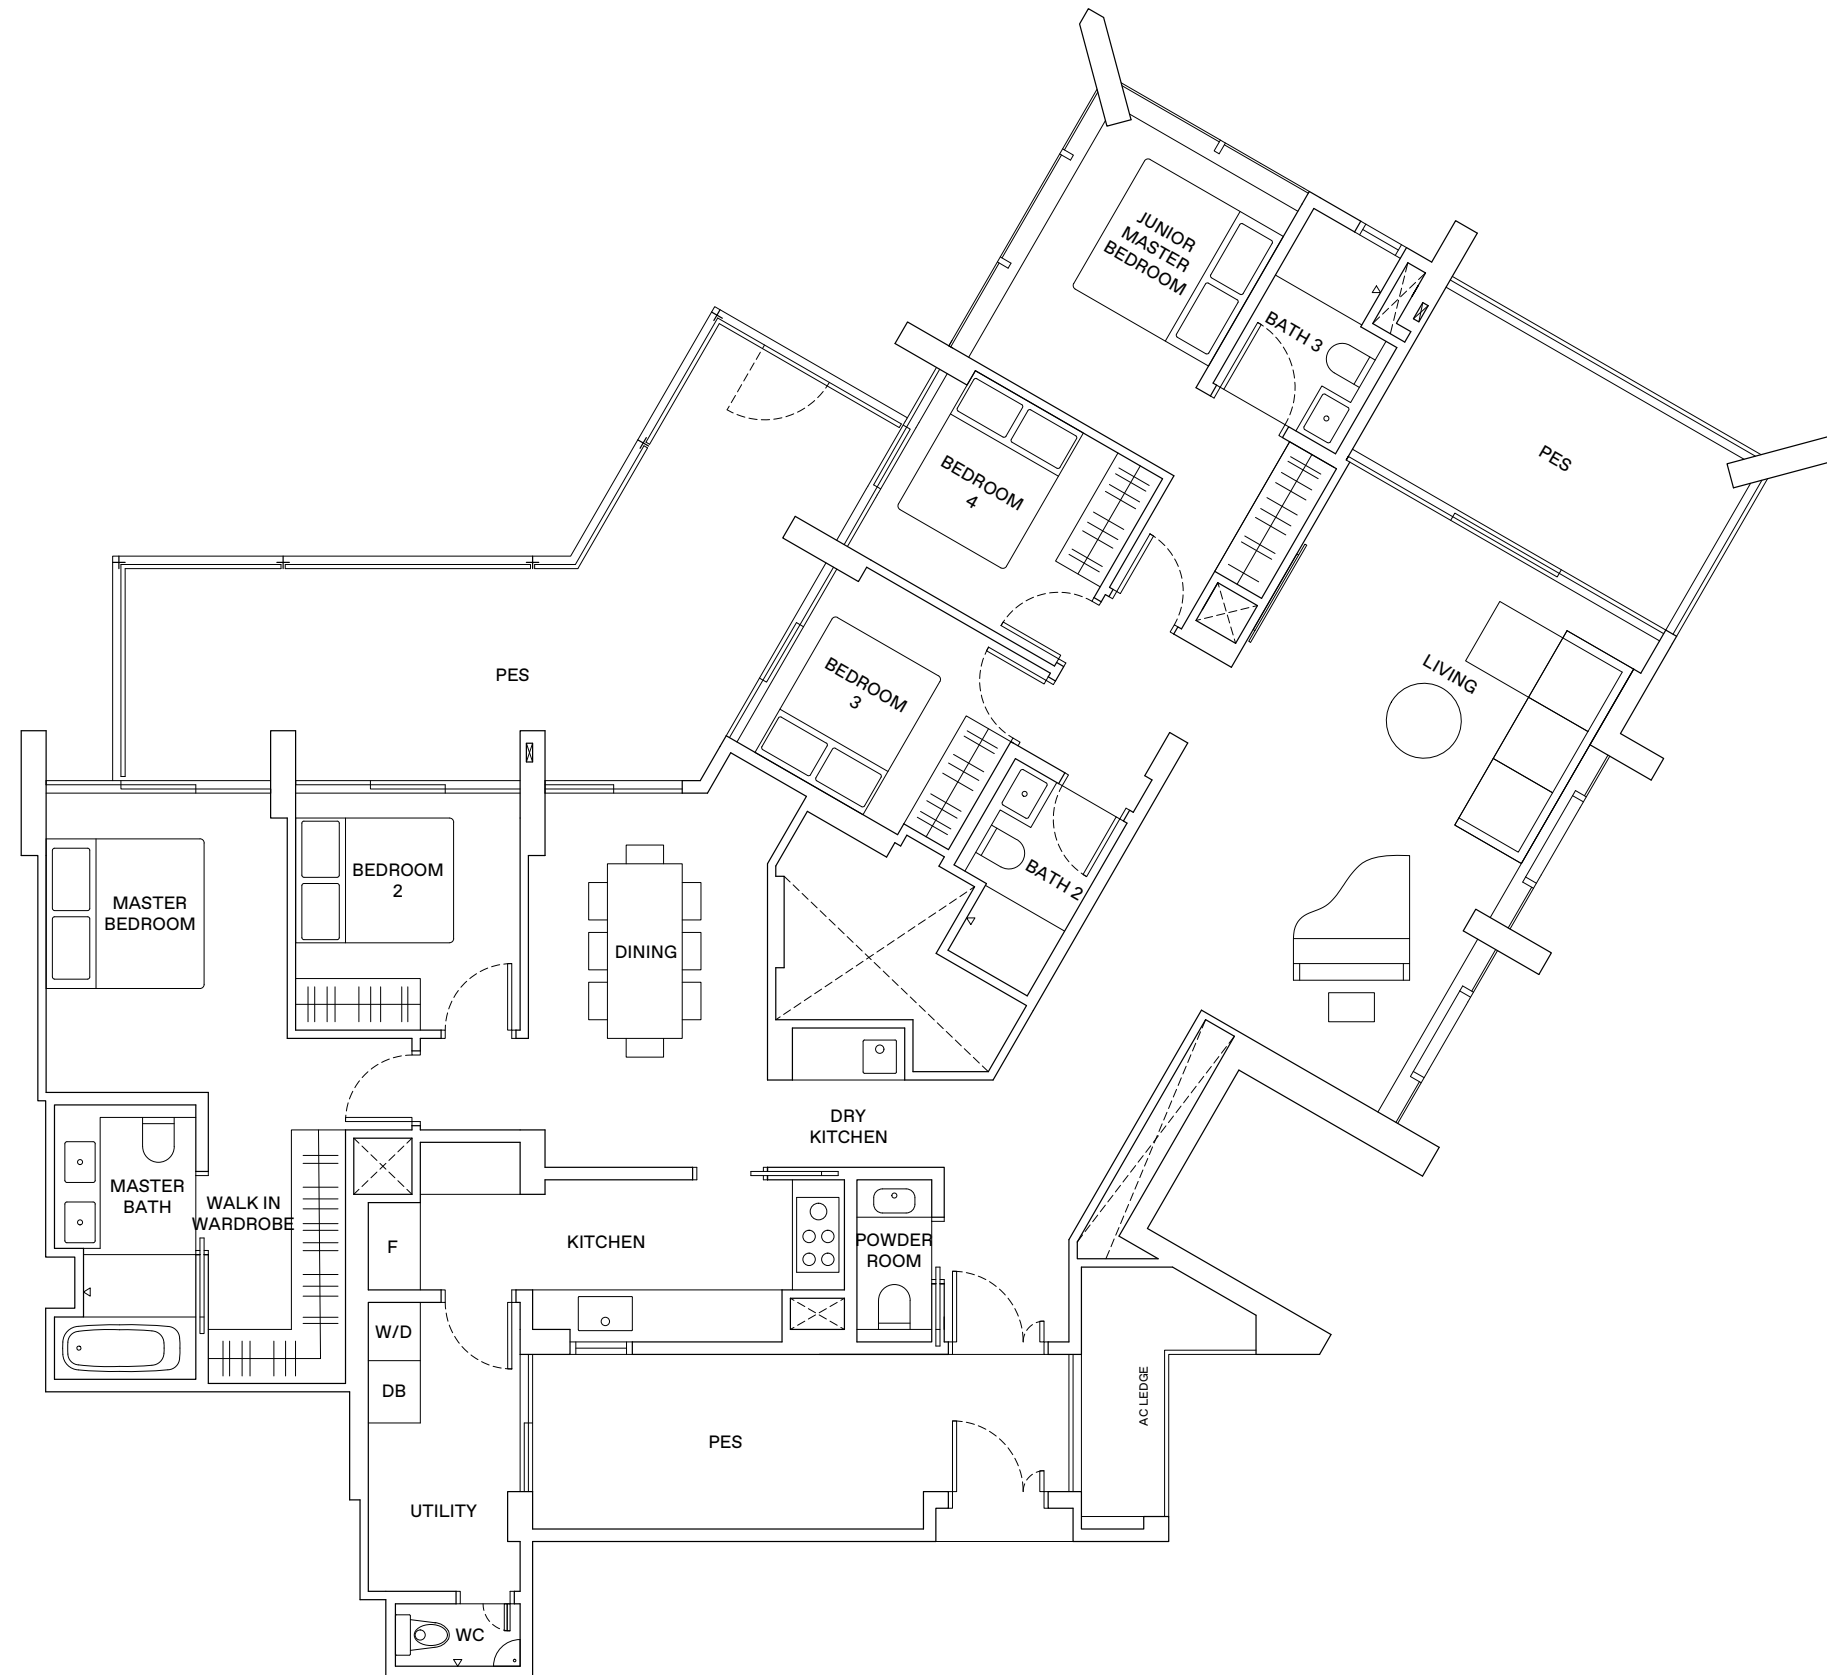 JUNIOR
MASTER
BEDROOM
BATH 3
PES
BEDROOM
4
PES
BEDROOM
3
LIVING
MASTER
BEDROOM
BEDROOM
2
DINING
BATH 2
DRY
KITCHEN
MASTER
BATH
WALK IN
WARDROBE
F
KITCHEN
POWDER
ROOM
W/D
DB
AC LEDGE
PES
UTILITY
WC